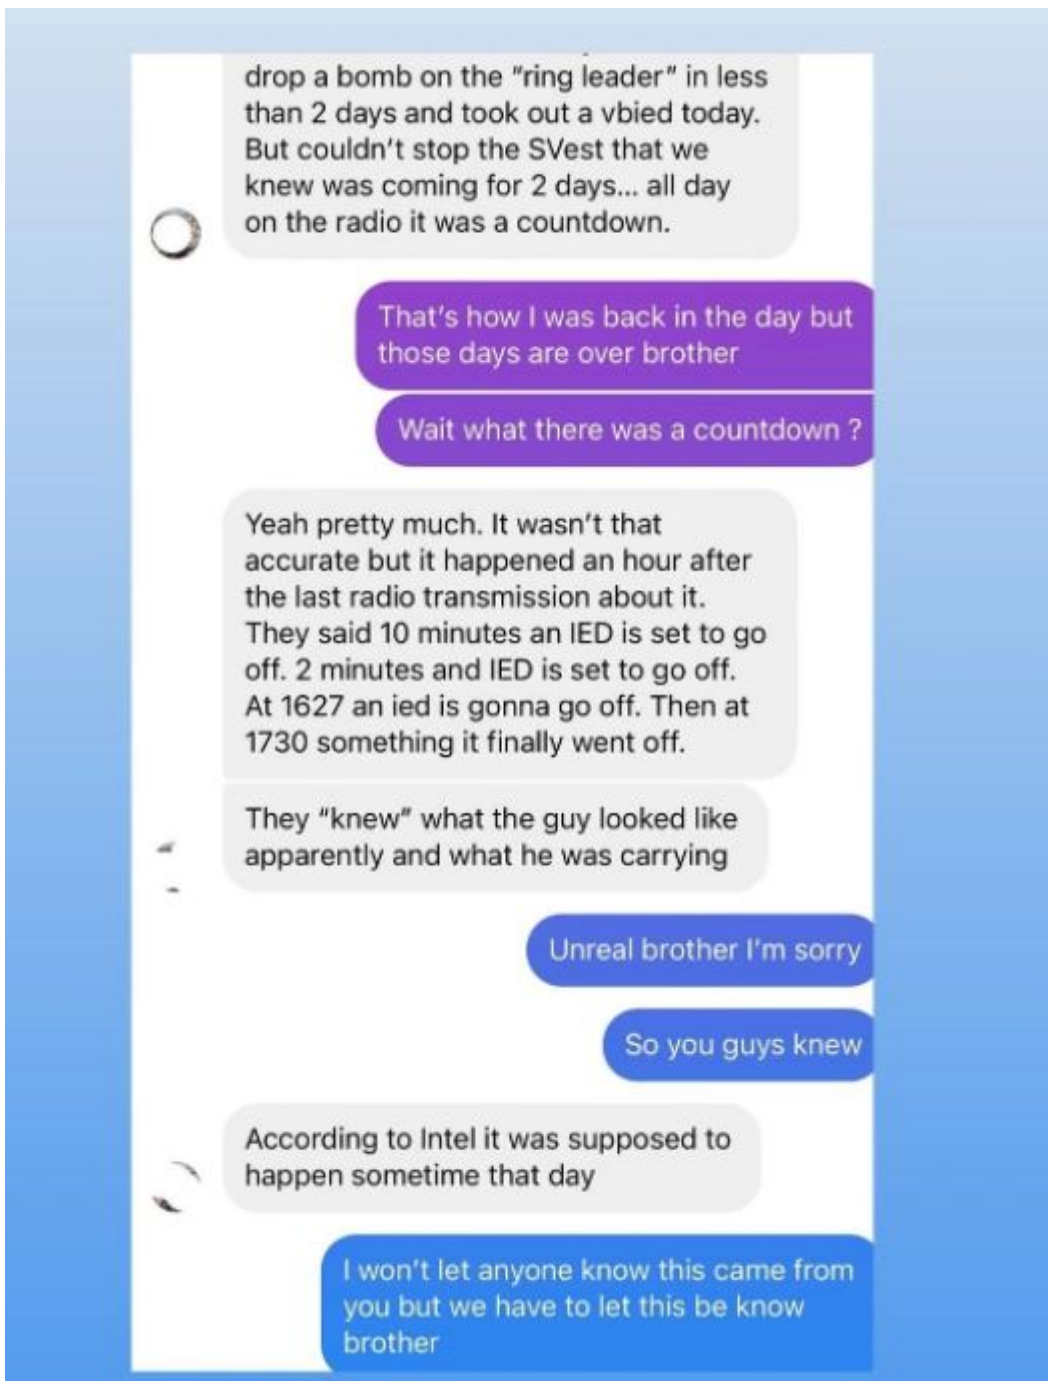 drop a bomb on the “ring leader” in less
than 2 days and took out a vbied today.
But couldn’t stop the SVest that we
knew was coming for 2 days... all day
on the radio it was a countdown.
That’s how I was back in the day but
those days are over brother
Wait what there was a countdown ?
Yeah pretty much. It wasn’t that
accurate but it happened an hour after
the last radio transmission about it.
They said 10 minutes an IED is set to go
off. 2 minutes and IED is set to go off.
At 1627 an ied is gonna go off. Then at
1730 something it finally went off.
They “knew” what the guy looked like
apparently and what he was carrying
Unreal brother I’m sorry
So you guys knew
According to Intel it was supposed to
happen sometime that day
I won’t let anyone know this came from
you but we have to let this be know
brother